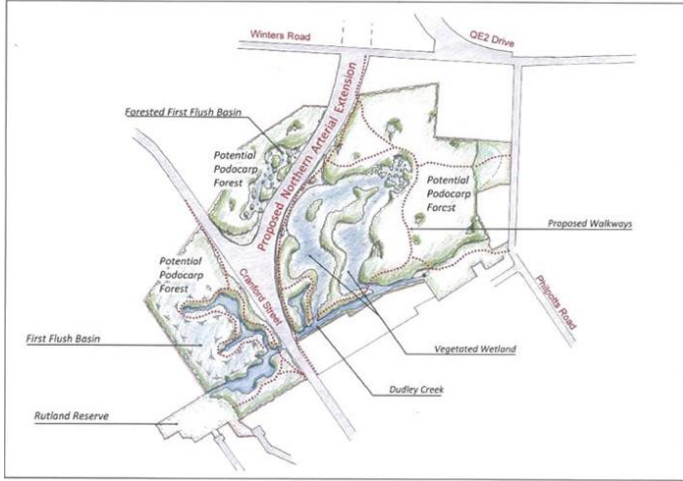 Winters Road
QE2 Drive
Forested First Flush Basin
Proposed Northern Arterial Extension
Potential
Podocarp
Forest
Potential
Podocarp
Forest
Proposed Walkways
Potential
Podocarp
Forest
Cranford Street
Philpotts Road
First Flush Basin
Vegetated Wetland
Dudley Creek
Rutland Reserve